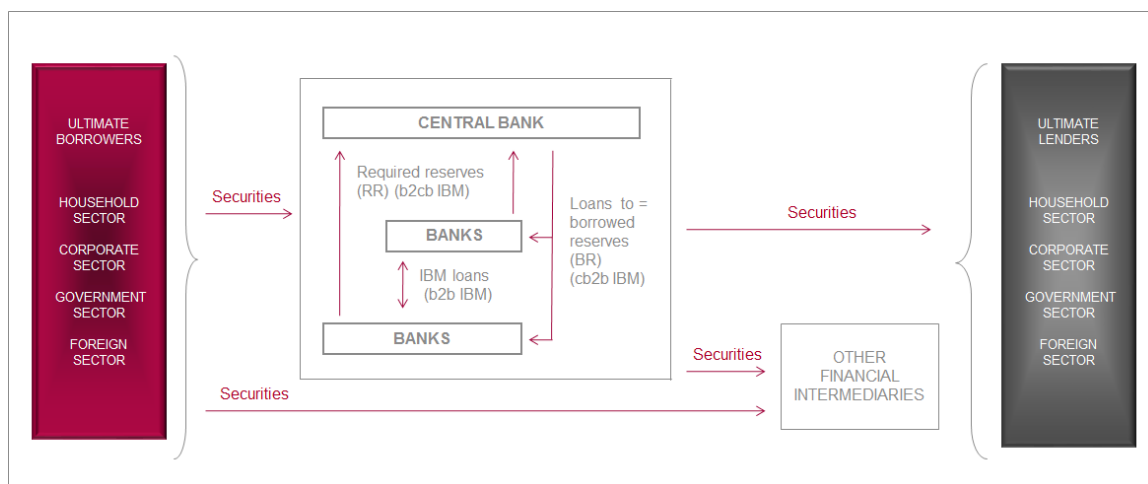 ULTIMATE
BORROWERS
HOUSEHOLD
SECTOR
CORPORATE
SECTOR
GOVERNMENT
SECTOR
FOREIGN
SECTOR
Securities
Securities
CENTRAL BANK
Required reserves
(RR) (b2cb IBM)
BANKS
IBM loans
(b2b IBM)
BANKS
Loans to =
borrowed
reserves
(BR)
(cb2b IBM)
Securities
Securities
OTHER
FINANCIAL
INTERMEDIARIES
ULTIMATE
LENDERS
HOUSEHOLD
SECTOR
CORPORATE
SECTOR
GOVERNMENT
SECTOR
FOREIGN
SECTOR